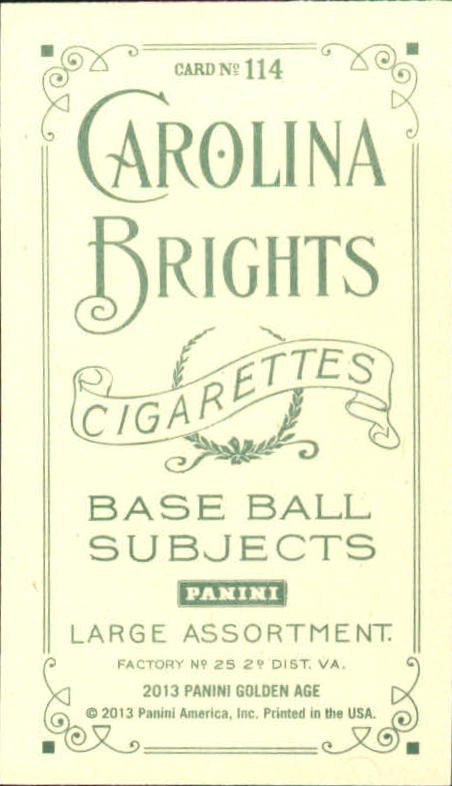 CARD Nº 114
CAROLINA
BRIGHTS
CIGARETTES
BASE BALL
SUBJECTS
PANINI
LARGE ASSORTMENT.
FACTORY Nº 25 2º DIST. VA.
2013 PANINI GOLDEN AGE
© 2013 Panini America, Inc. Printed in the USA.